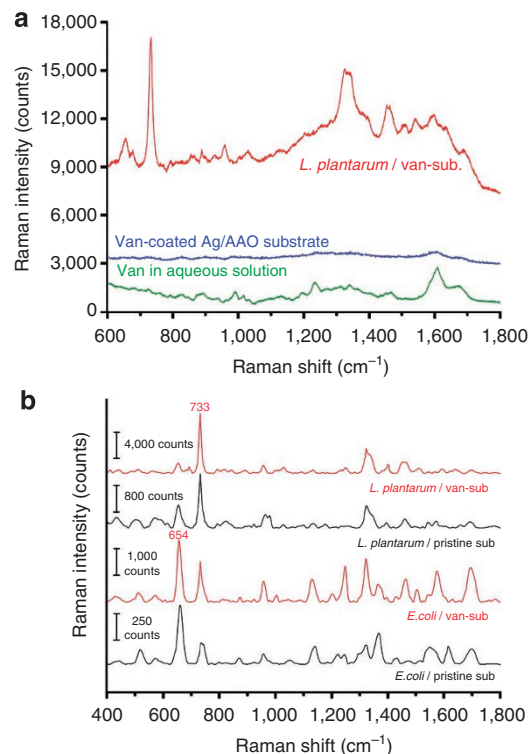 a
18,000
15,000
12,000
9,000
6,000
3,000
0
Raman intensity (counts)
L. plantarum / van-sub.
Van-coated Ag/AAO substrate
Van in aqueous solution
600 800 1,000 1,200 1,400 1,600 1,800
Raman shift (cm⁻¹)
b
Raman intensity (counts)
733
4,000 counts
L. plantarum / van-sub
800 counts
L. plantarum / pristine sub
654
1,000
counts
E.coli / van-sub
250
counts
E.coli / pristine sub
400 600 800 1,000 1,200 1,400 1,600 1,800
Raman shift (cm⁻¹)